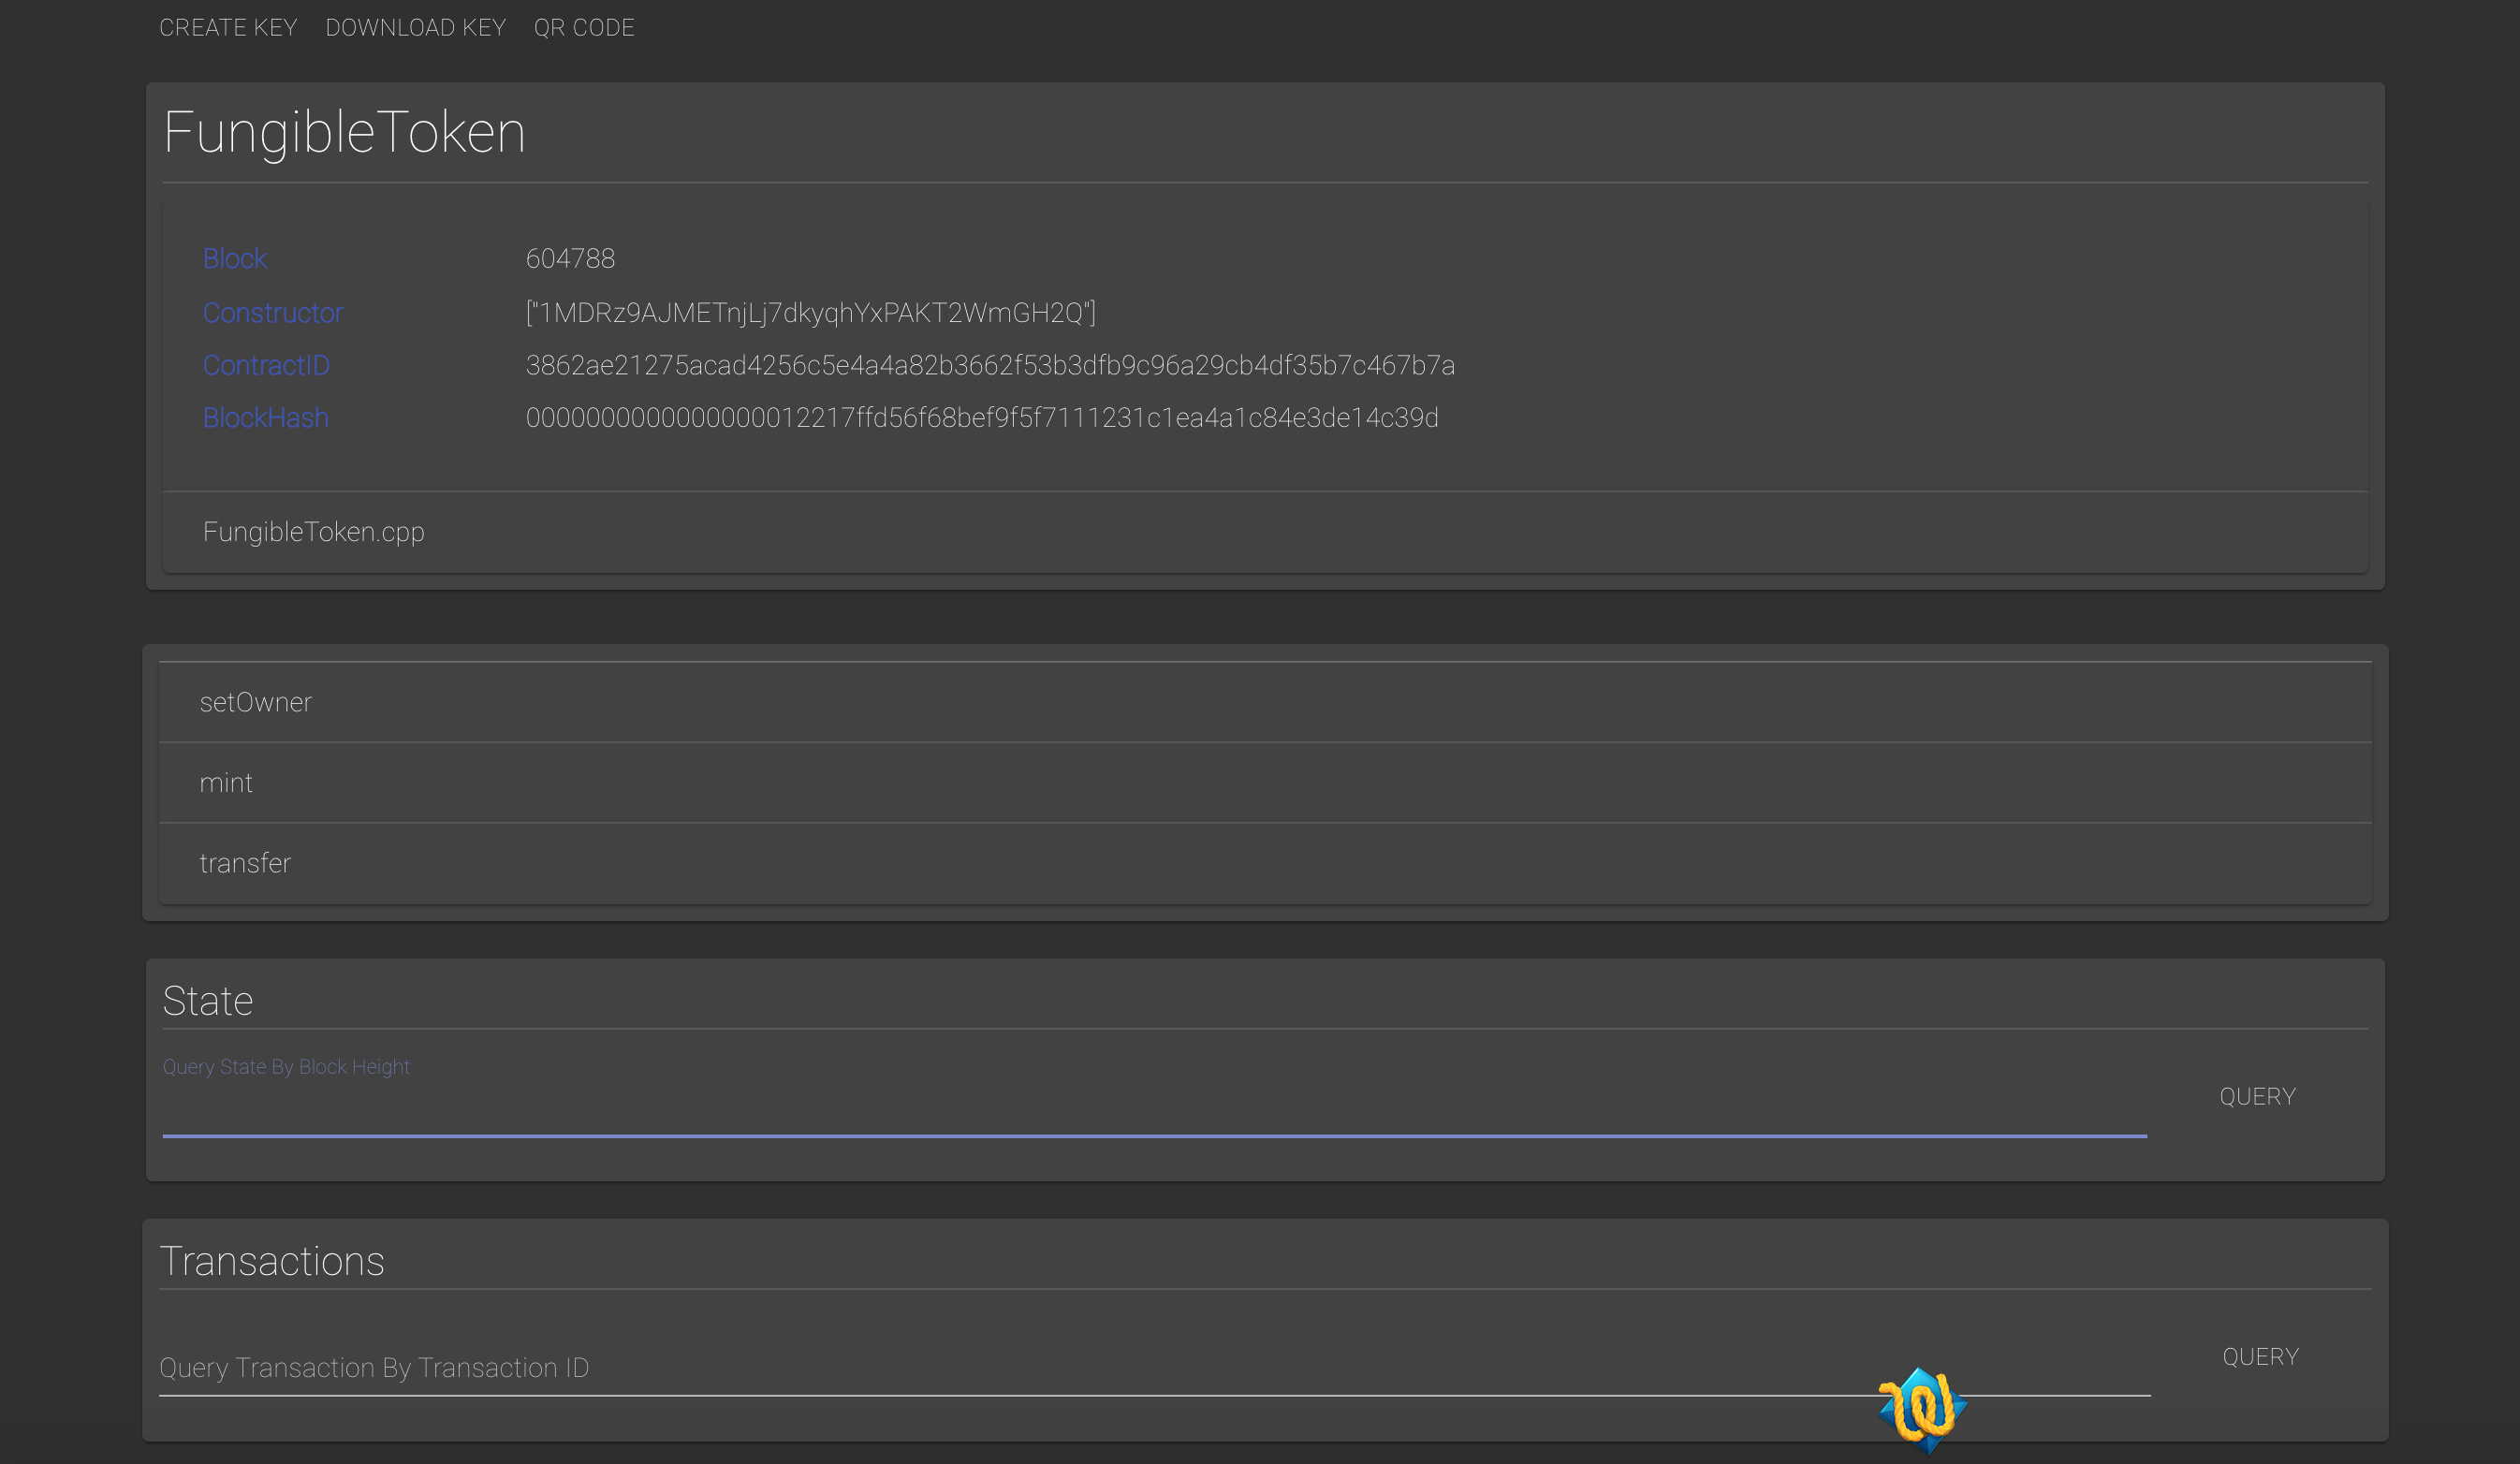 CREATE KEY DOWNLOAD KEY QR CODE
FungibleToken
Block 604788
Constructor ["1MDRz9AJMETnjLj7dkyqhYxPAKT2WmGH2Q"]
ContractID 3862ae21275acad4256c5e4a4a82b3662f53b3dfb9c96a29cb4df35b7c467b7a
BlockHash 0000000000000000012217ffd56f68bef9f5f7111231c1ea4a1c84e3de14c39d
FungibleToken.cpp
setOwner
mint
transfer
State
Query State By Block Height
QUERY
Transactions
Query Transaction By Transaction ID
QUERY